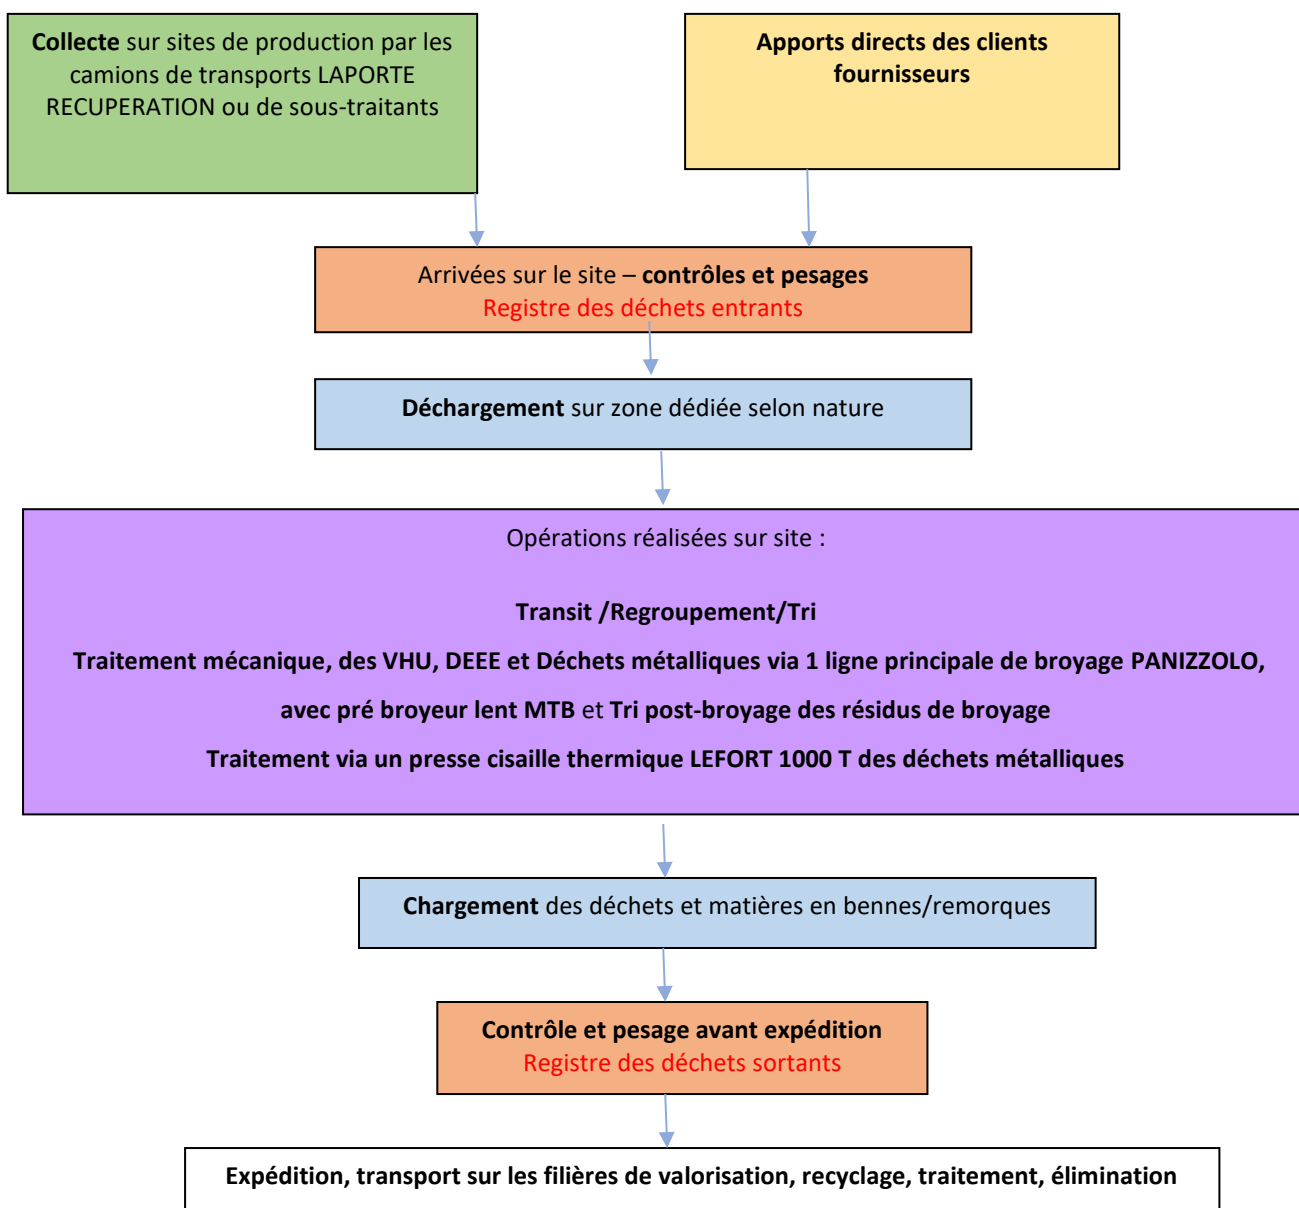 Collecte sur sites de production par les
camions de transports LAPORTE
RECUPERATION ou de sous-traitants
Apports directs des clients
fournisseurs
Arrivées sur le site – contrôles et pesages
Registre des déchets entrants
Déchargement sur zone dédiée selon nature
Opérations réalisées sur site :
Transit /Regroupement/Tri
Traitement mécanique, des VHU, DEEE et Déchets métalliques via 1 ligne principale de broyage PANIZZOLO,
avec pré broyeur lent MTB et Tri post-broyage des résidus de broyage
Traitement via un presse cisaille thermique LEFORT 1000 T des déchets métalliques
Chargement des déchets et matières en bennes/remorques
Contrôle et pesage avant expédition
Registre des déchets sortants
Expédition, transport sur les filières de valorisation, recyclage, traitement, élimination